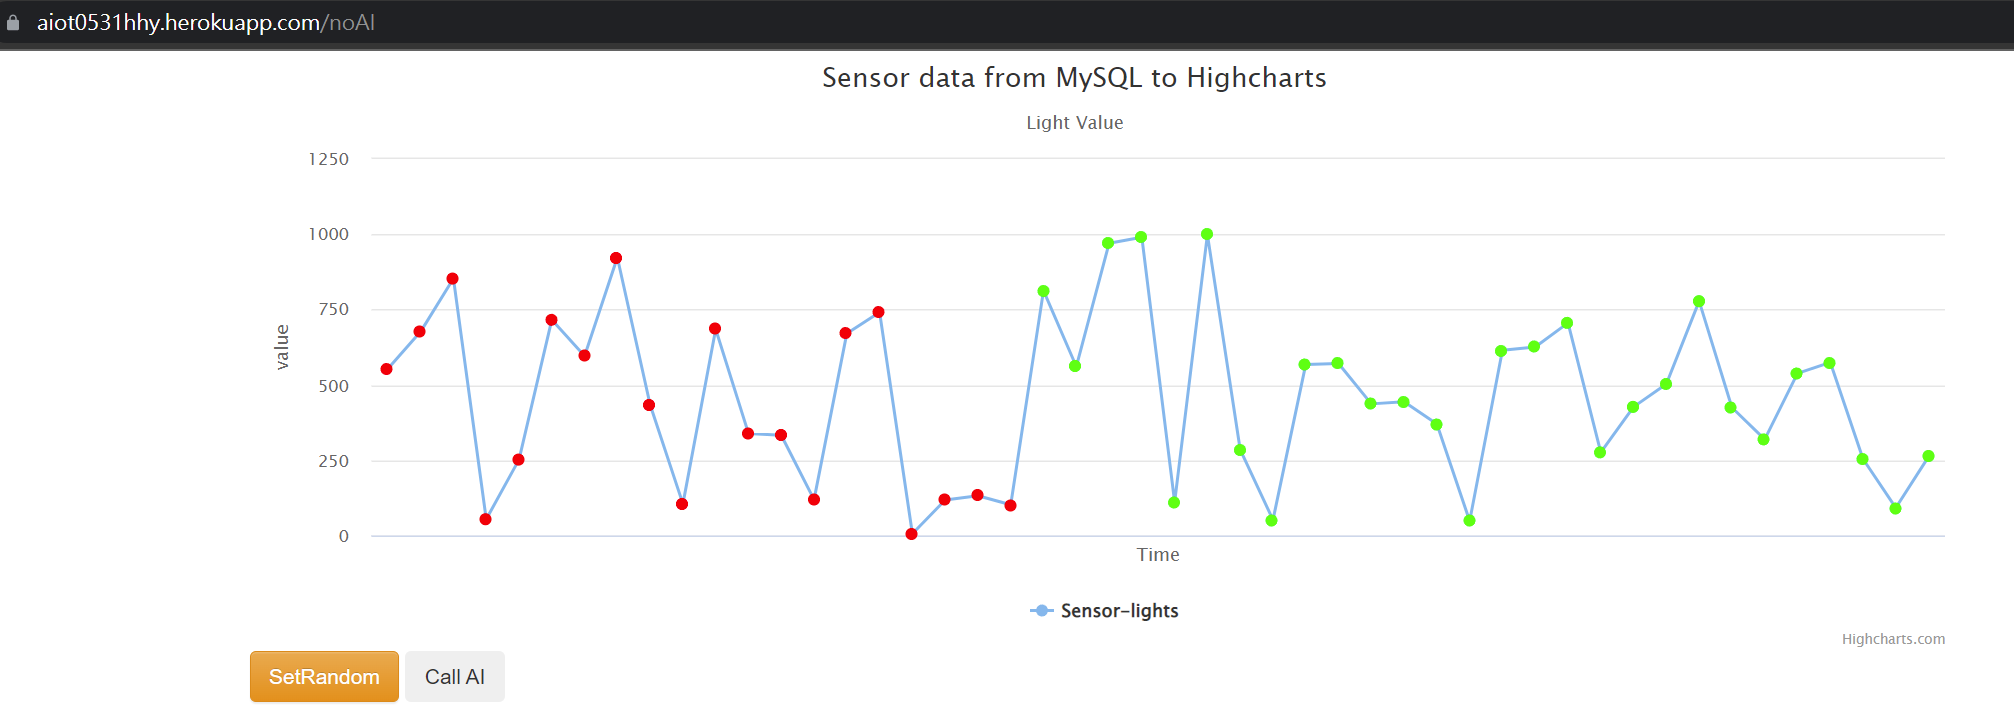 aiot0531hhy.herokuapp.com/noAI
Sensor data from MySQL to Highcharts
Light Value
1250
1000
750
500
250
0
value
Time
Sensor-lights
Highcharts.com
SetRandom
Call AI